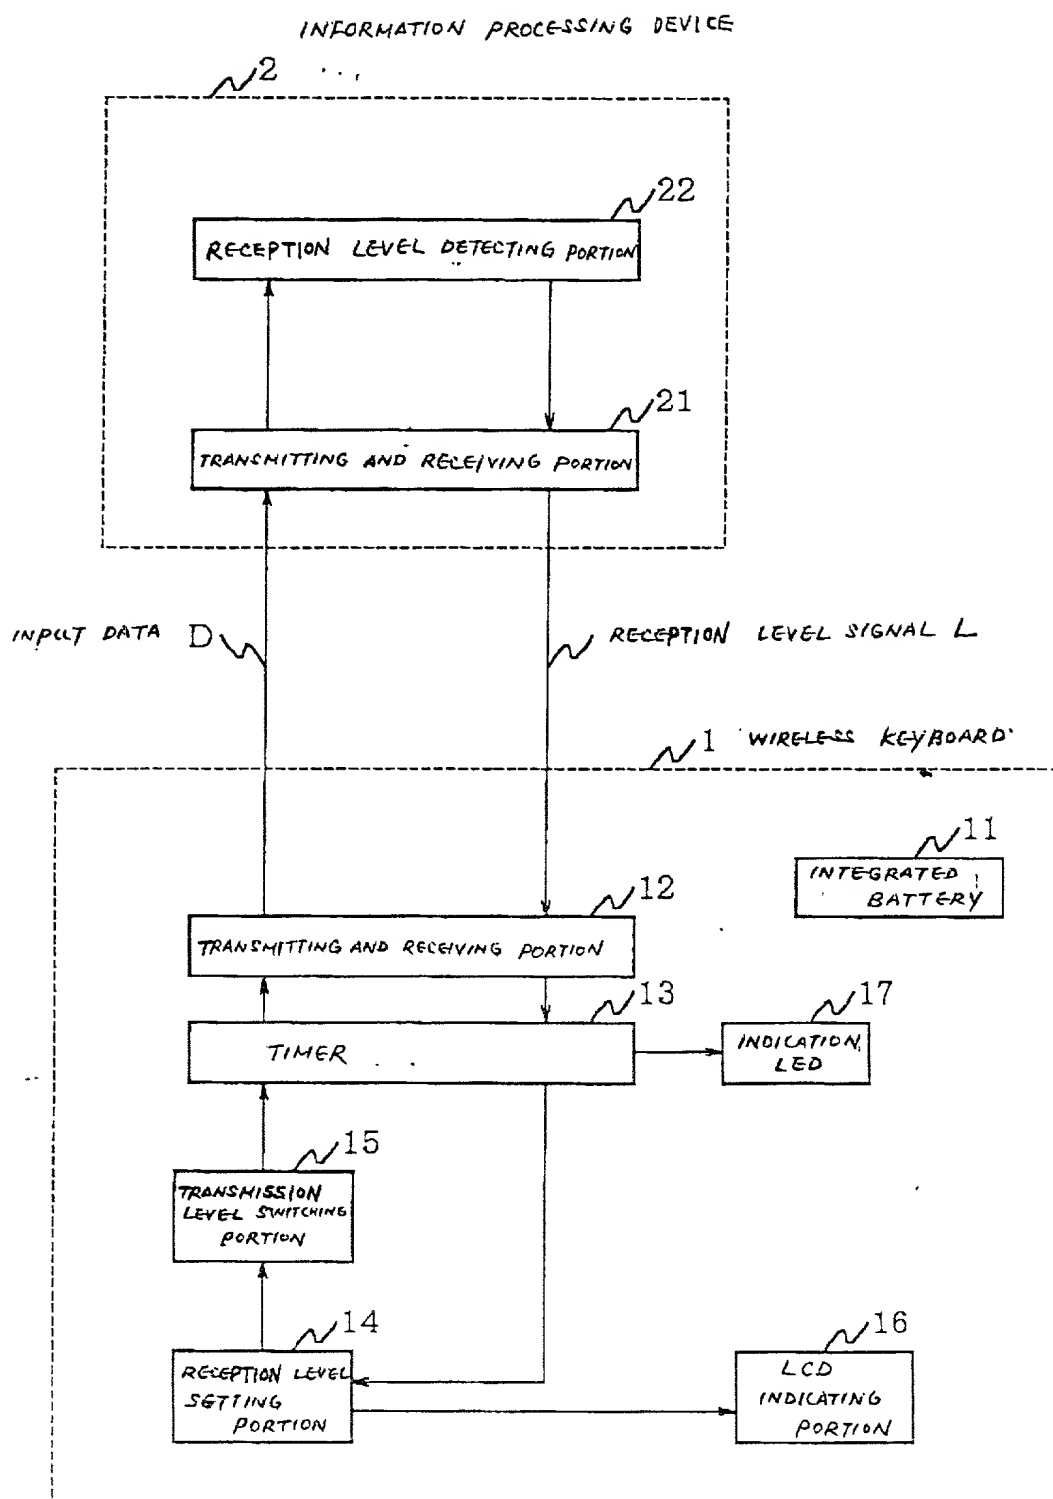 INFORMATION PROCESSING DEVICE
2
22
RECEPTION LEVEL DETECTING PORTION
21
TRANSMITTING AND RECEIVING PORTION
INPUT DATA D
RECEPTION LEVEL SIGNAL L
1 WIRELESS KEYBOARD
11
INTEGRATED
BATTERY
12
TRANSMITTING AND RECEIVING PORTION
13
TIMER
17
INDICATION
LED
15
TRANSMISSION
LEVEL SWITCHING
PORTION
14
RECEPTION LEVEL
SETTING
PORTION
16
LCD
INDICATING
PORTION